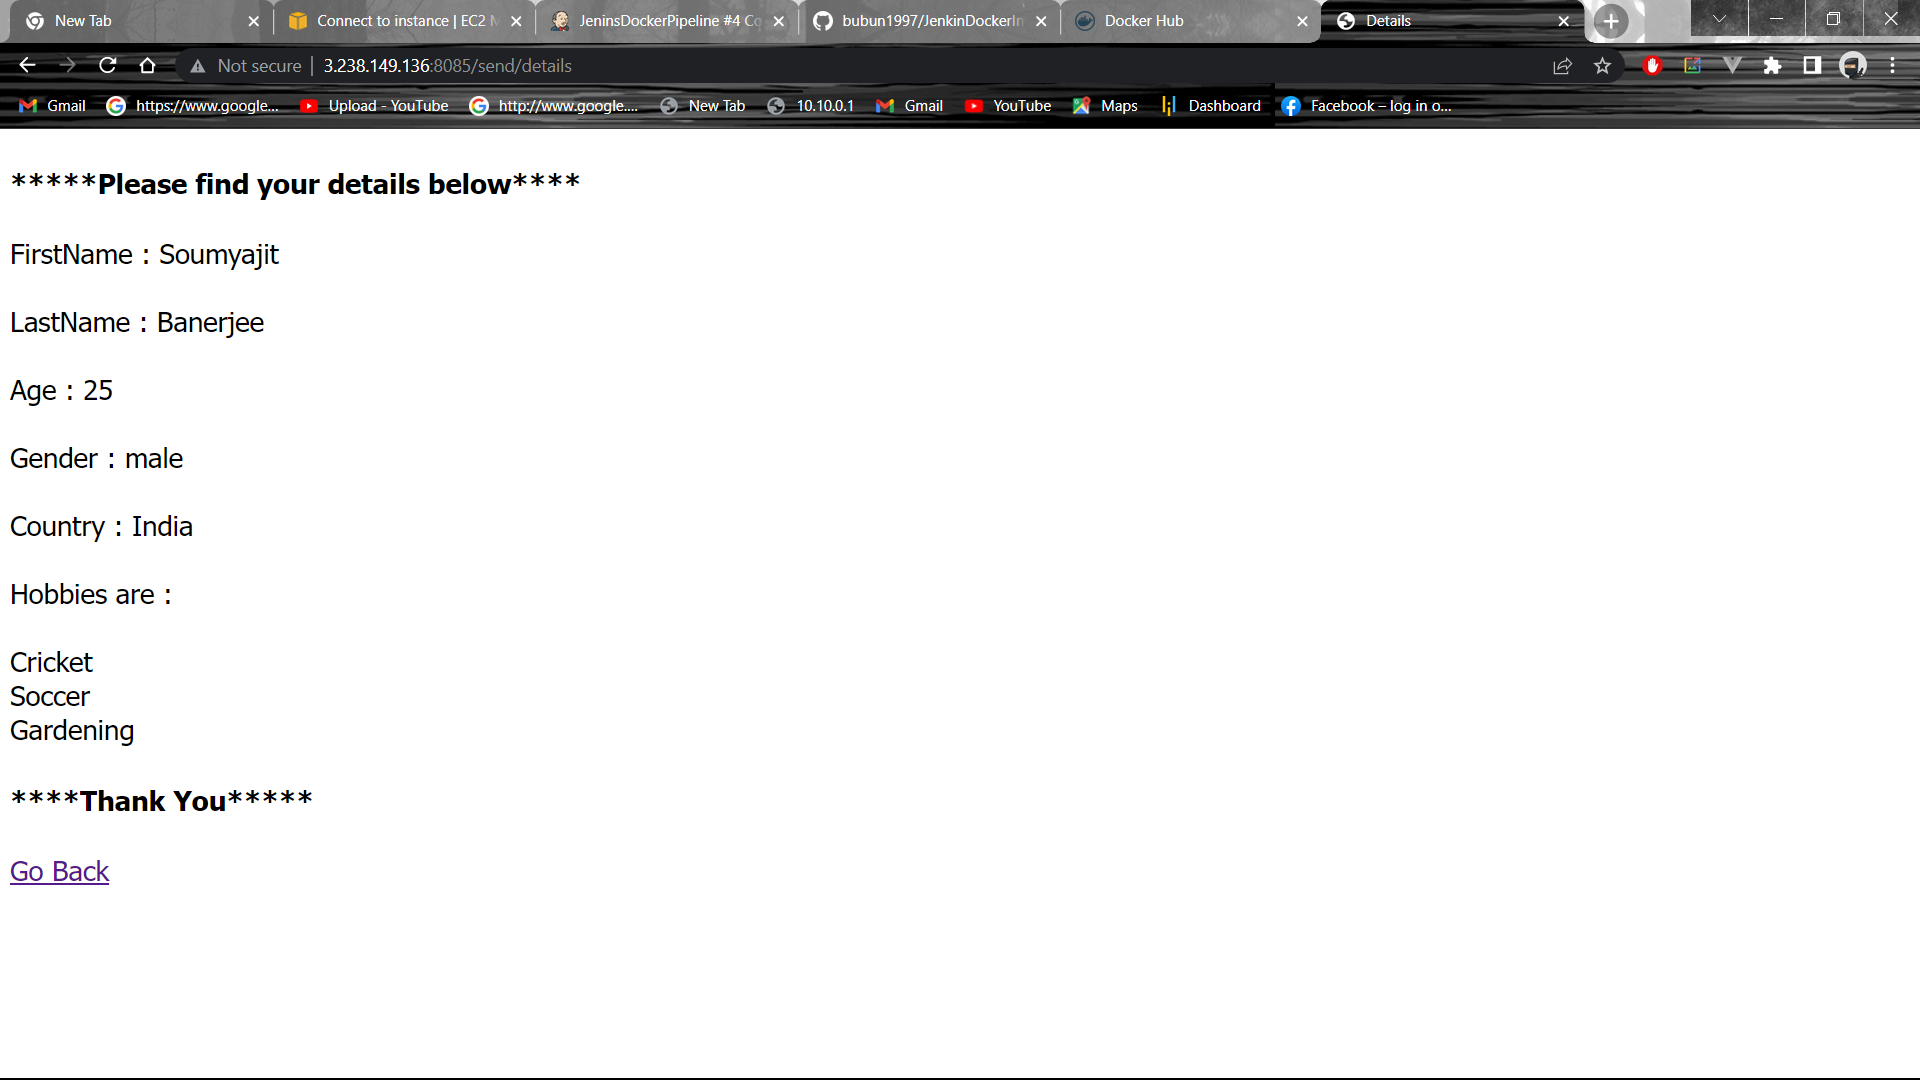 New Tab
Connect to instance | EC2 M
JeninsDockerPipeline #4 Co
bubun1997/JenkinDockerIn
Docker Hub
Details
Not secure | 3.238.149.136:8085/send/details
Gmail
https://www.google...
Upload - YouTube
http://www.google....
New Tab
10.10.0.1
Gmail
YouTube
Maps
Dashboard
Facebook – log in o...
*****Please find your details below****
FirstName : Soumyajit
LastName : Banerjee
Age : 25
Gender : male
Country : India
Hobbies are :
Cricket
Soccer
Gardening
****Thank You*****
Go Back